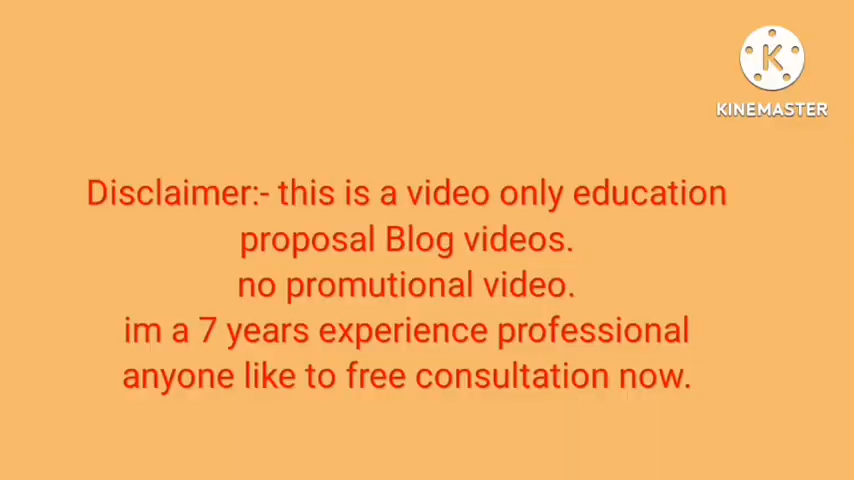 KINEMASTER
Disclaimer:- this is a video only education
proposal Blog videos.
no promutional video.
im a 7 years experience professional
anyone like to free consultation now.